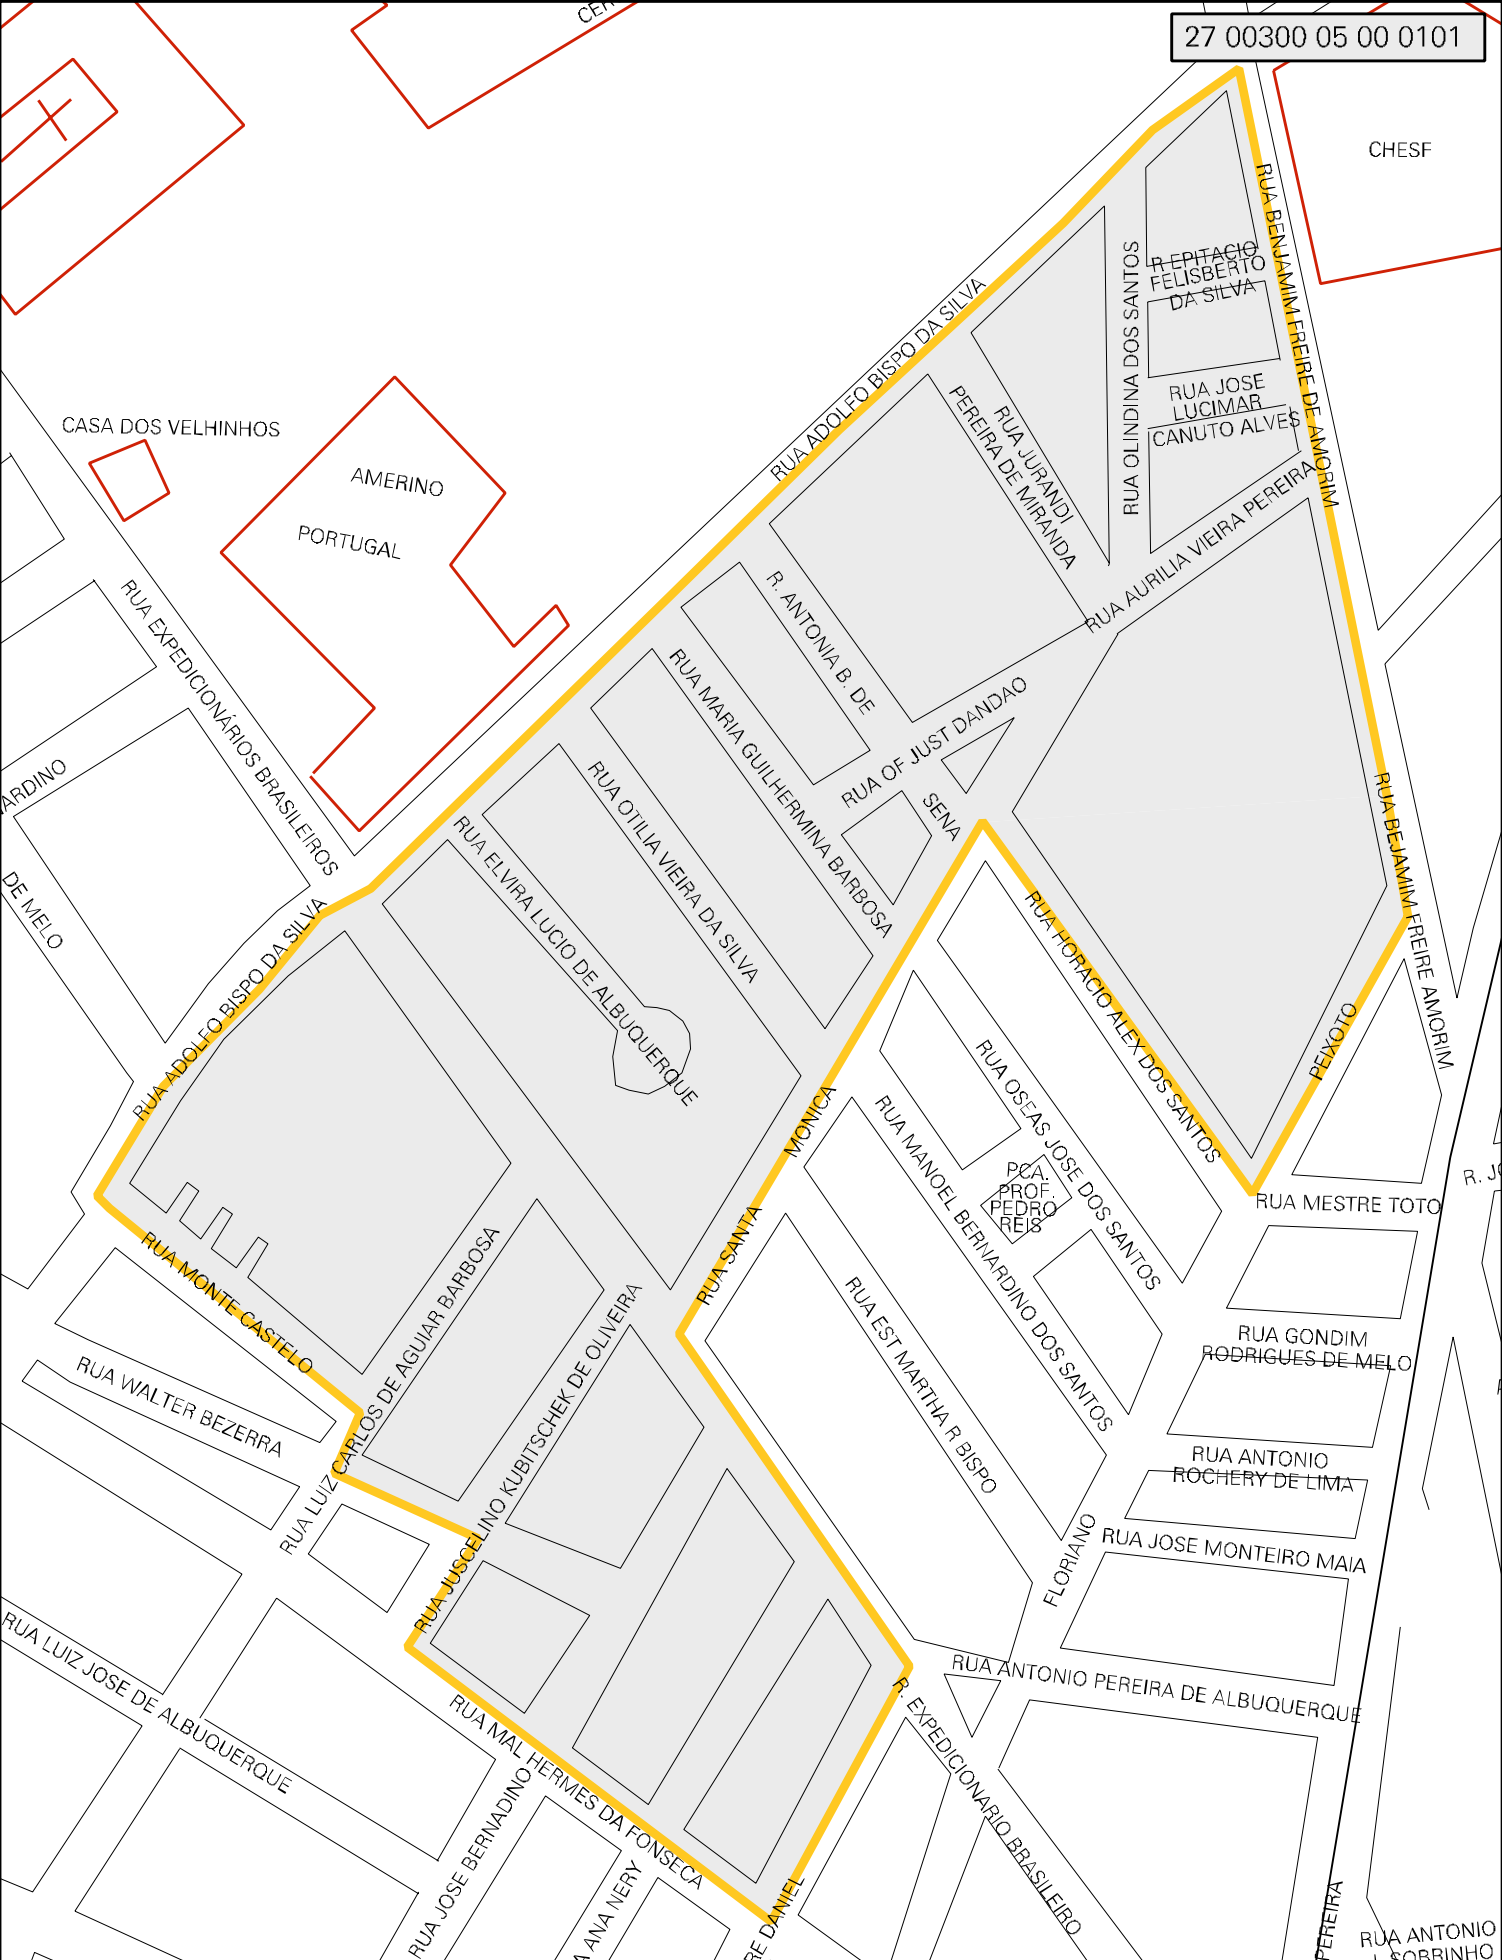 27 00300 05 00 0101
CHESF
RUA BENJAMIM FREIRE DE AMORIM
R EPITACIO
FELISBERTO
DA SILVA
RUA OLINDINA DOS SANTOS
RUA ADOLFO BISPO DA SILVA
RUA JOSE
LUCIMAR
CANUTO ALVES
RUA JURANDI
PEREIRA DE MIRANDA
CASA DOS VELHINHOS
AMERINO
PORTUGAL
RUA AURILIA VIEIRA PEREIRA
RUA EXPEDICIONÁRIOS BRASILEIROS
R. ANTONIA B. DE
SENA
RUA MARIA GUILHERMINA BARBOSA
RUA OF JUST DANDAO
RUA OTILIA VIEIRA DA SILVA
RUA ELVIRA LUCIO DE ALBUQUERQUE
ARDINO
DE MELO
RUA BEJAMIM FREIRE AMORIM
RUA HORACIO ALEX DOS SANTOS
RUA ADOLFO BISPO DA SILVA
PEIXOTO
RUA OSEAS JOSE DOS SANTOS
RUA SANTA
MONICA
RUA MANOEL BERNARDINO DOS SANTOS
PCA.
PROF.
PEDRO
REIS
RUA MESTRE TOTO
RUA MONTE CASTELO
RUA LUIZ CARLOS DE AGUIAR BARBOSA
RUA JUSCELINO KUBITSCHEK DE OLIVEIRA
RUA EST MARTHA R BISPO
RUA GONDIM
RODRIGUES DE MELO
RUA WALTER BEZERRA
RUA ANTONIO
ROCHERY DE LIMA
FLORIANO
RUA JOSE MONTEIRO MAIA
RUA LUIZ JOSE DE ALBUQUERQUE
RUA ANTONIO PEREIRA DE ALBUQUERQUE
R. EXPEDICIONARIO BRASILEIRO
RUA MAL HERMES DA FONSECA
RUA JOSE BERNADINO
A ANA NERY
RE DANIEL
PEREIRA
RUA ANTONIO